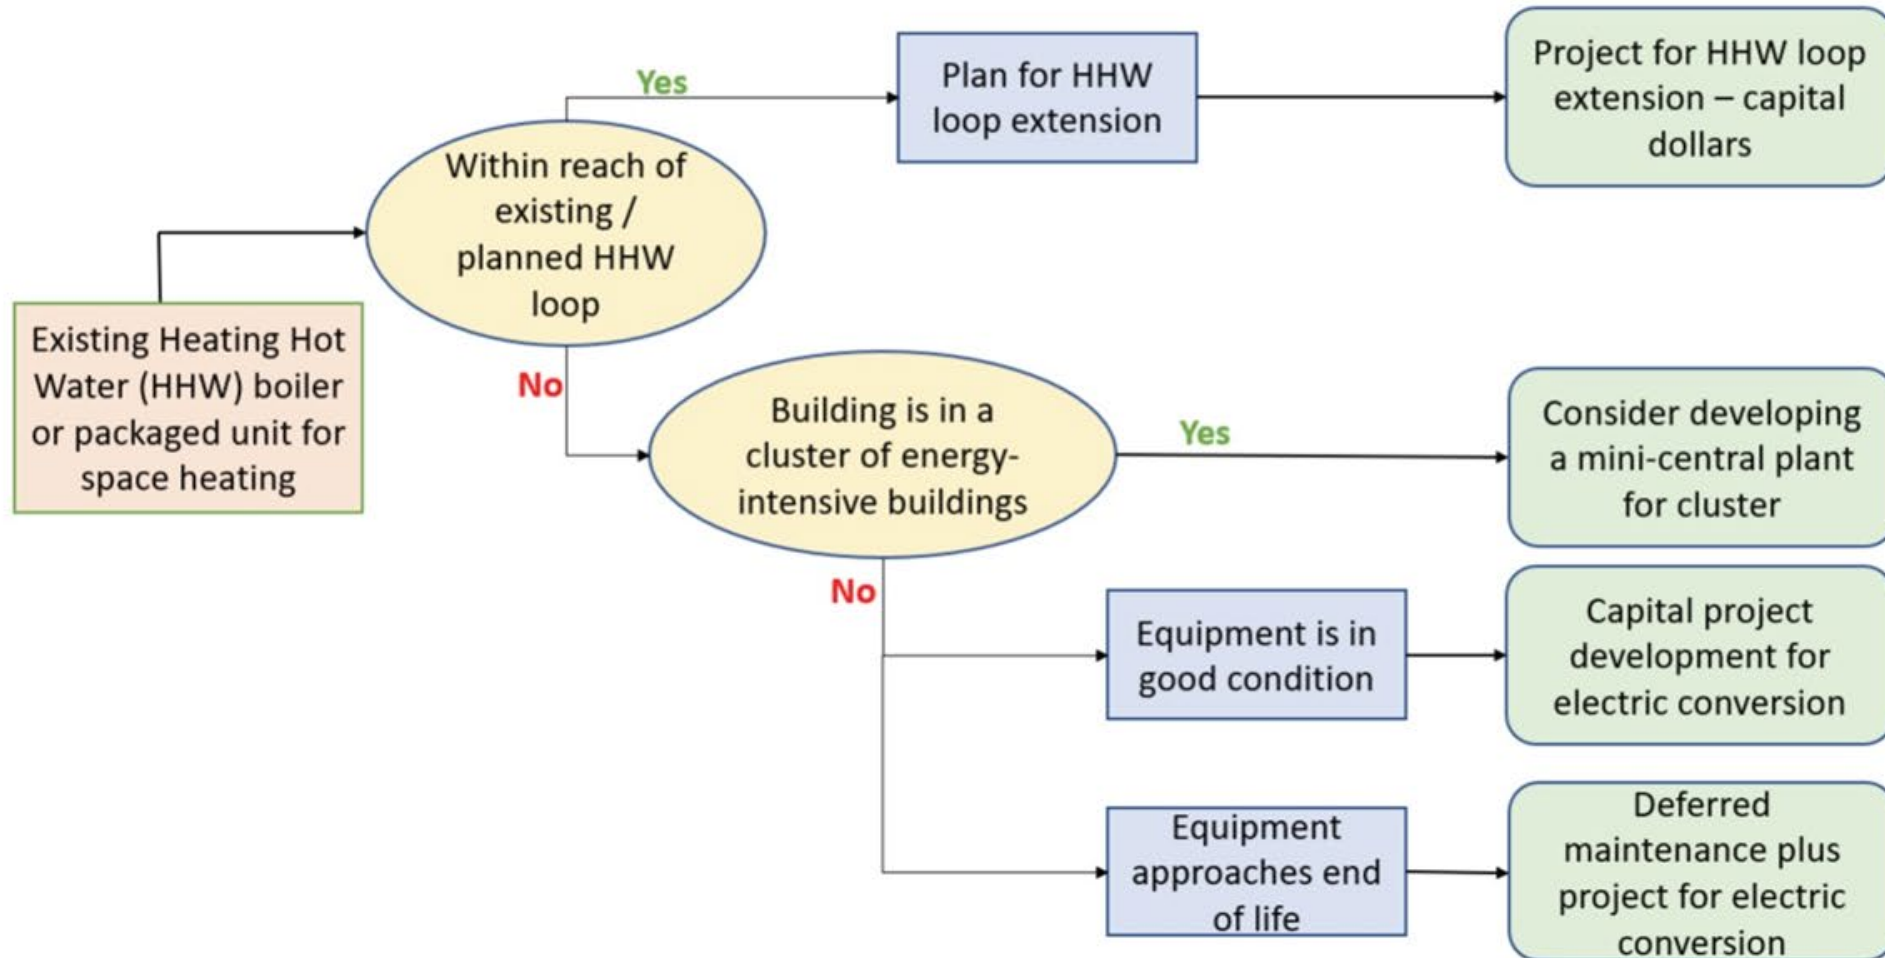 Existing Heating Hot
Water (HHW) boiler
or packaged unit for
space heating
Within reach of
existing /
planned HHW
loop
Yes
Plan for HHW
loop extension
Project for HHW loop
extension – capital
dollars
No
Building is in a
cluster of energy-
intensive buildings
Yes
Consider developing
a mini-central plant
for cluster
No
Equipment is in
good condition
Capital project
development for
electric conversion
Equipment
approaches end
of life
Deferred
maintenance plus
project for electric
conversion